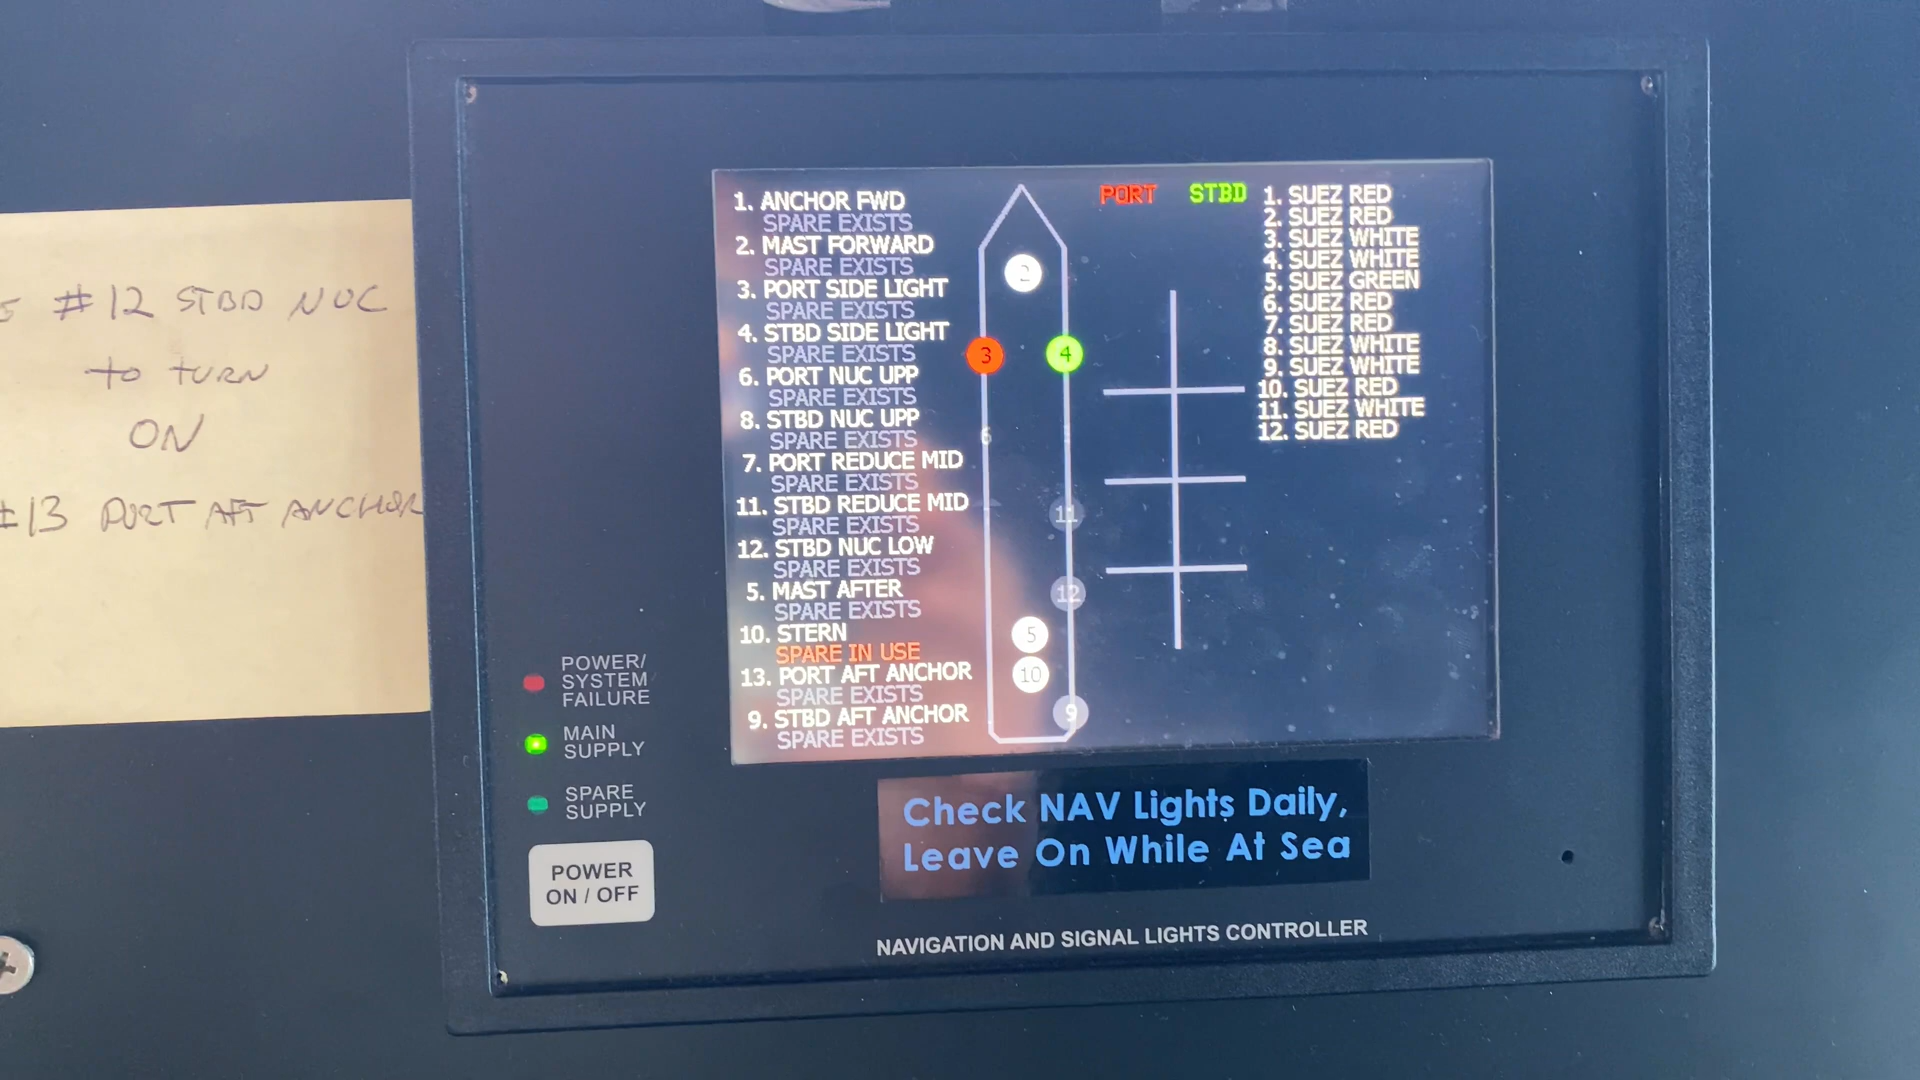 #12 STBD NUC
to TURN
ON
#13 PORT AFT ANCHOR
1. ANCHOR FWD
SPARE EXISTS
2. MAST FORWARD
SPARE EXISTS
3. PORT SIDE LIGHT
SPARE EXISTS
4. STBD SIDE LIGHT
SPARE EXISTS
6. PORT NUC UPP
SPARE EXISTS
8. STBD NUC UPP
SPARE EXISTS
7. PORT REDUCE MID
SPARE EXISTS
11. STBD REDUCE MID
SPARE EXISTS
12. STBD NUC LOW
SPARE EXISTS
5. MAST AFTER
SPARE EXISTS
10. STERN
SPARE IN USE
13. PORT AFT ANCHOR
SPARE EXISTS
9. STBD AFT ANCHOR
SPARE EXISTS
2
3 4
6
11
12
5
10
9
PORT STBD
1. SUEZ RED
2. SUEZ RED
3. SUEZ WHITE
4. SUEZ WHITE
5. SUEZ GREEN
6. SUEZ RED
7. SUEZ RED
8. SUEZ WHITE
9. SUEZ WHITE
10. SUEZ RED
11. SUEZ WHITE
12. SUEZ RED
POWER/
SYSTEM
FAILURE
MAIN
SUPPLY
SPARE
SUPPLY
POWER
ON / OFF
Check NAV Lights Daily,
Leave On While At Sea
NAVIGATION AND SIGNAL LIGHTS CONTROLLER